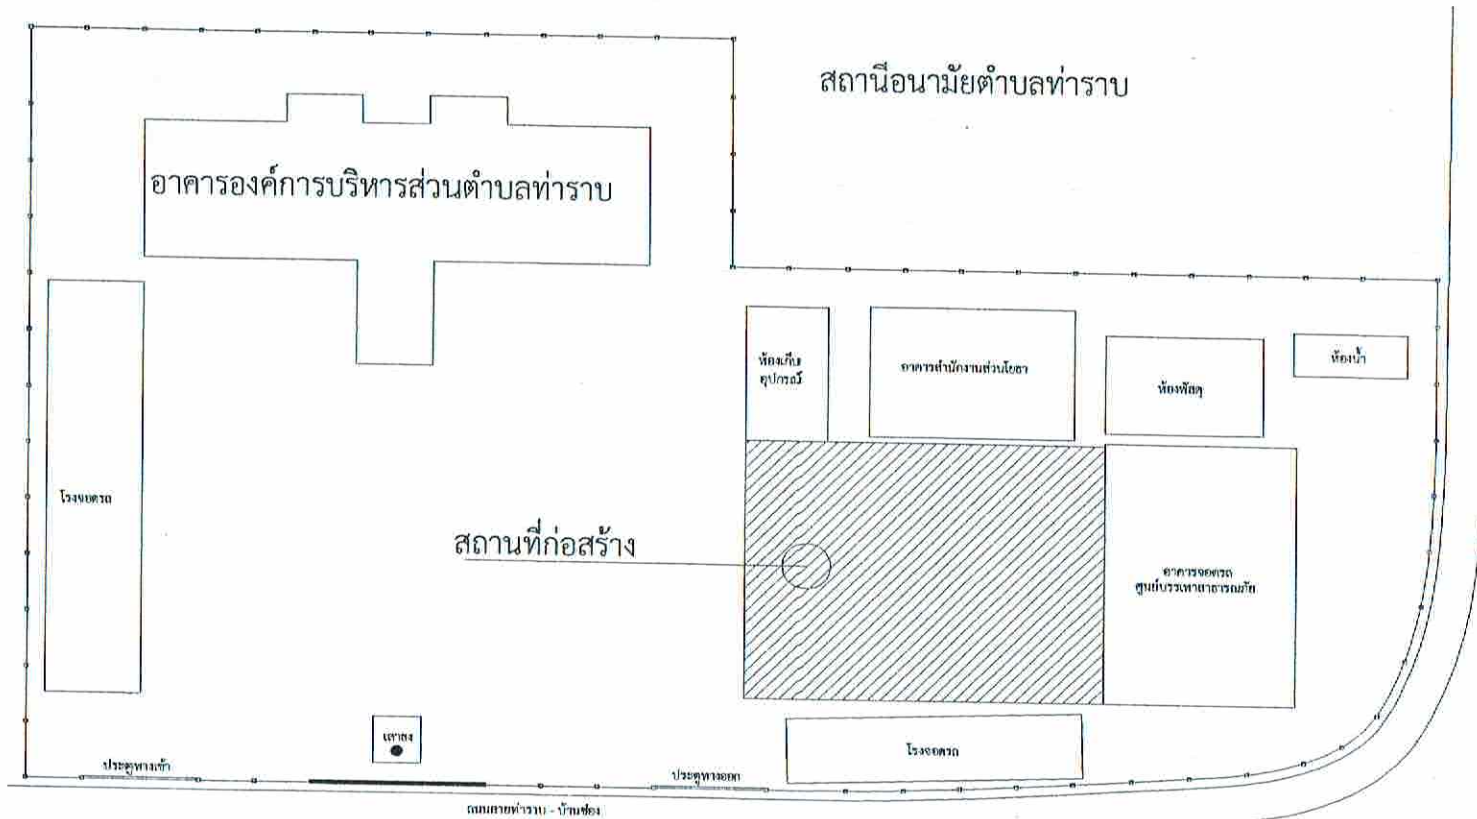 สถานีอนามัยตำบลท่าราบ
อาคารองค์การบริหารส่วนตำบลท่าราบ
ห้องเก็บ
อุปกรณ์
อาคารสำนักงานส่วนโยธา
ห้องพัสดุ
ห้องน้ำ
โรงจอดรถ
สถานที่ก่อสร้าง
อาคารจอดรถ
ศูนย์บรรเทาสาธารณภัย
เสาธง
โรงจอดรถ
ประตูทางเข้า
ประตูทางออก
ถนนสายท่าราบ - บ้านซ่อง